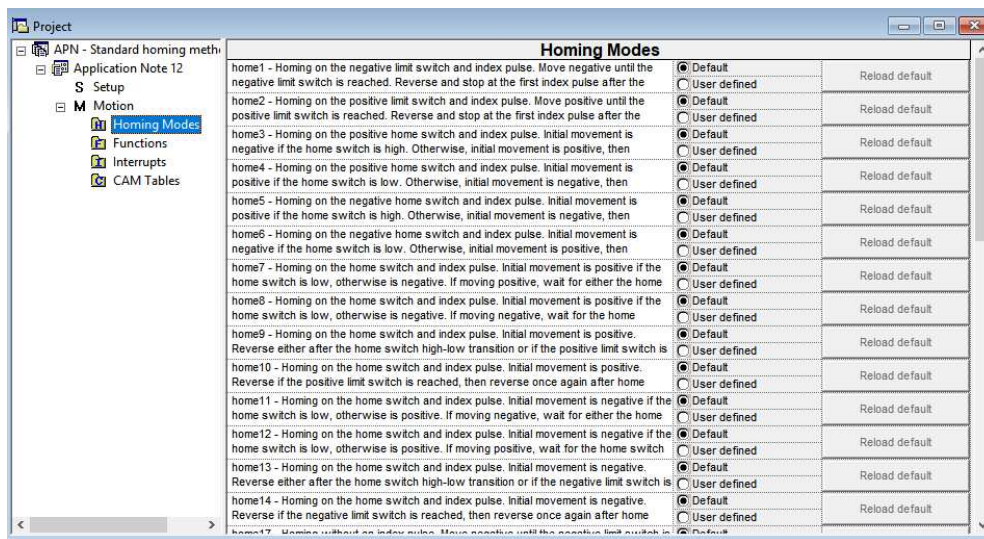 Project
APN - Standard homing meth
Application Note 12
S Setup
M Motion
Homing Modes
Functions
Interrupts
CAM Tables
Homing Modes
home1 - Homing on the negative limit switch and index pulse. Move negative until the
negative limit switch is reached. Reverse and stop at the first index pulse after the
Default
User defined
Reload default
home2 - Homing on the positive limit switch and index pulse. Move positive until the
positive limit switch is reached. Reverse and stop at the first index pulse after the
Default
User defined
Reload default
home3 - Homing on the positive home switch and index pulse. Initial movement is
negative if the home switch is high. Otherwise, initial movement is positive, then
Default
User defined
Reload default
home4 - Homing on the positive home switch and index pulse. Initial movement is
positive if the home switch is low. Otherwise, initial movement is negative, then
Default
User defined
Reload default
home5 - Homing on the negative home switch and index pulse. Initial movement is
positive if the home switch is high. Otherwise, initial movement is negative, then
Default
User defined
Reload default
home6 - Homing on the negative home switch and index pulse. Initial movement is
negative if the home switch is low. Otherwise, initial movement is positive, then
Default
User defined
Reload default
home7 - Homing on the home switch and index pulse. Initial movement is positive if the
home switch is low, otherwise is negative. If moving positive, wait for either the home
Default
User defined
Reload default
home8 - Homing on the home switch and index pulse. Initial movement is positive if the
home switch is low, otherwise is negative. If moving negative, wait for the home
Default
User defined
Reload default
home9 - Homing on the home switch and index pulse. Initial movement is positive.
Reverse either after the home switch high-low transition or if the positive limit switch is
Default
User defined
Reload default
home10 - Homing on the home switch and index pulse. Initial movement is positive.
Reverse if the positive limit switch is reached, then reverse once again after home
Default
User defined
Reload default
home11 - Homing on the home switch and index pulse. Initial movement is negative if the
home switch is low, otherwise is positive. If moving negative, wait for either the home
Default
User defined
Reload default
home12 - Homing on the home switch and index pulse. Initial movement is negative if the
home switch is low, otherwise is positive. If moving positive, wait for the home switch
Default
User defined
Reload default
home13 - Homing on the home switch and index pulse. Initial movement is negative.
Reverse either after the home switch high-low transition or if the negative limit switch is
Default
User defined
Reload default
home14 - Homing on the home switch and index pulse. Initial movement is negative.
Reverse if the negative limit switch is reached, then reverse once again after home
Default
User defined
Reload default
home17 - Homing without an index pulse. Move negative until the negative limit switch is
Default